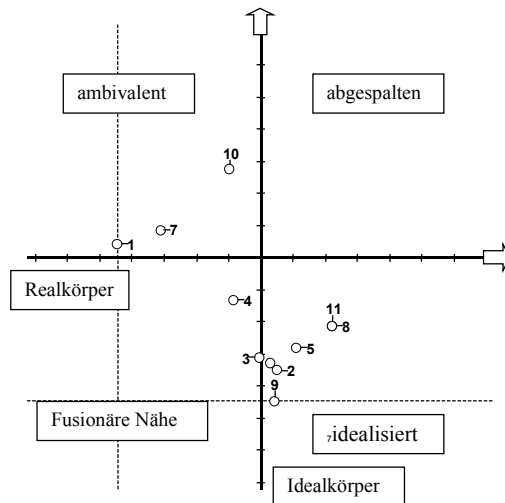 ambivalent
abgespalten
10
7
1
Realkörper
4
11
8
3
5
2
9
Fusionäre Nähe
7idealisiert
Idealkörper